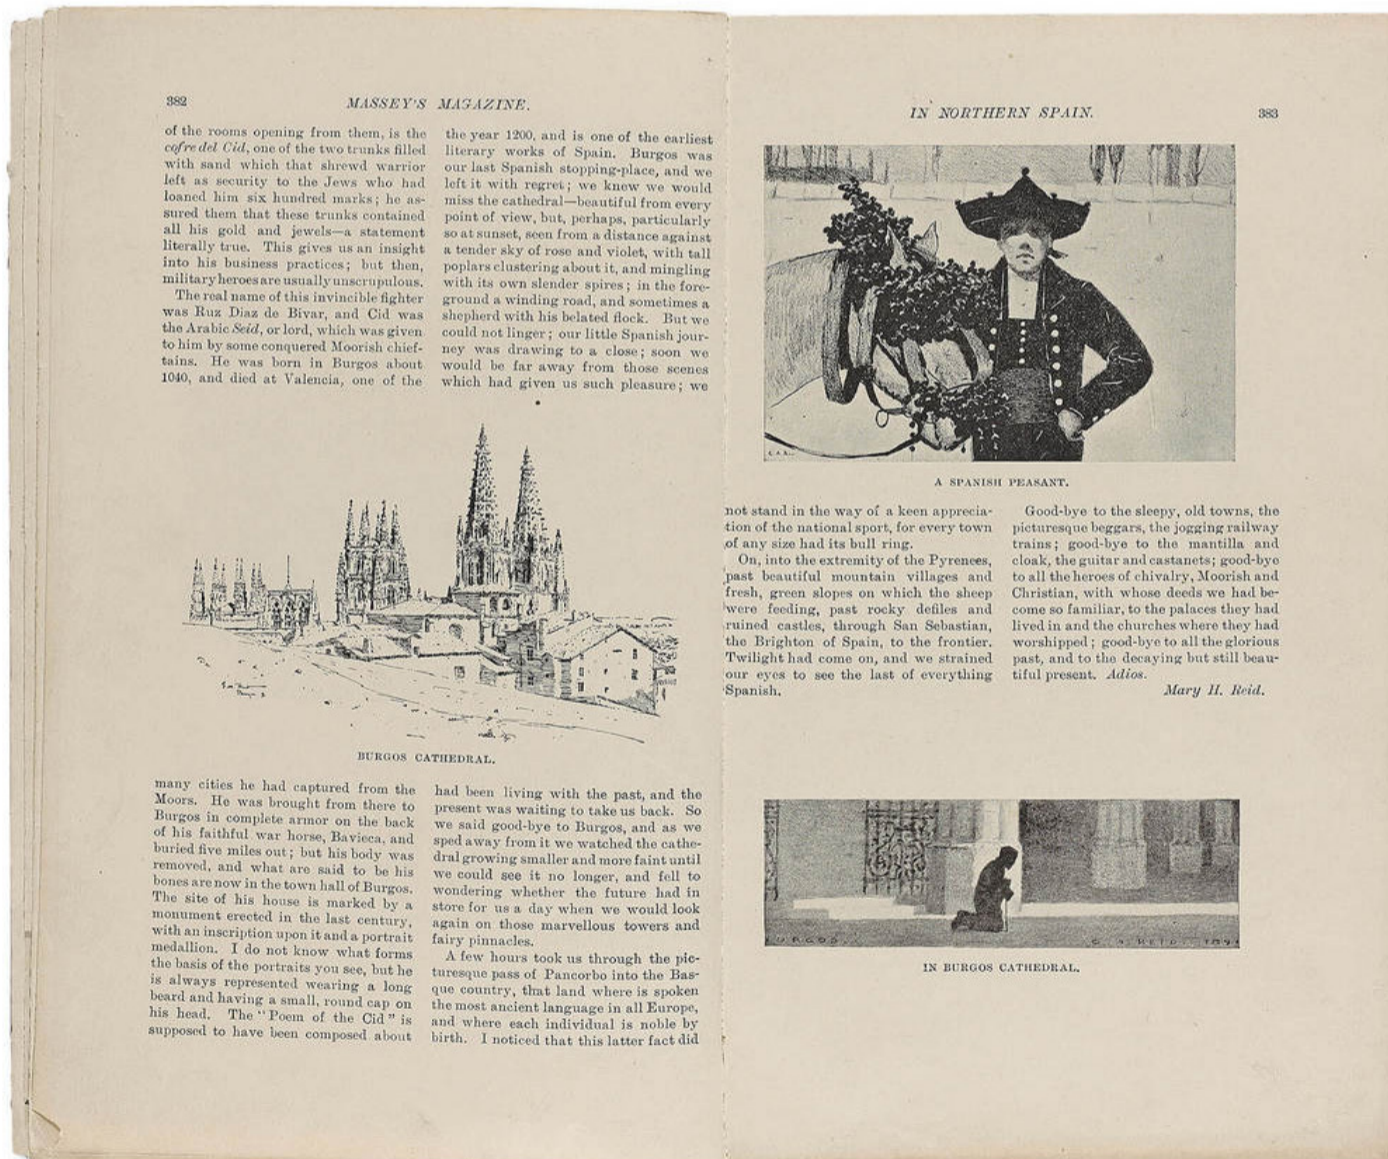 382
MASSEY'S MAGAZINE.
of the rooms opening from them, is the
cofre del Cid, one of the two trunks filled
with sand which that shrewd warrior
left as security to the Jews who had
loaned him six hundred marks; he as-
sured them that these trunks contained
all his gold and jewels—a statement
literally true. This gives us an insight
into his business practices; but then,
military heroes are usually unscrupulous.
The real name of this invincible fighter
was Ruz Diaz de Bivar, and Cid was
the Arabic Seid, or lord, which was given
to him by some conquered Moorish chief-
tains. He was born in Burgos about
1040, and died at Valencia, one of the
the year 1200, and is one of the earliest
literary works of Spain. Burgos was
our last Spanish stopping-place, and we
left it with regret; we knew we would
miss the cathedral—beautiful from every
point of view, but, perhaps, particularly
so at sunset, seen from a distance against
a tender sky of rose and violet, with tall
poplars clustering about it, and mingling
with its own slender spires; in the fore-
ground a winding road, and sometimes a
shepherd with his belated flock. But we
could not linger; our little Spanish jour-
ney was drawing to a close; soon we
would be far away from those scenes
which had given us such pleasure; we
BURGOS CATHEDRAL.
many cities he had captured from the
Moors. He was brought from there to
Burgos in complete armor on the back
of his faithful war horse, Bavieca, and
buried five miles out; but his body was
removed, and what are said to be his
bones are now in the town hall of Burgos.
The site of his house is marked by a
monument erected in the last century,
with an inscription upon it and a portrait
medallion. I do not know what forms
the basis of the portraits you see, but he
is always represented wearing a long
beard and having a small, round cap on
his head. The "Poem of the Cid" is
supposed to have been composed about
had been living with the past, and the
present was waiting to take us back. So
we said good-bye to Burgos, and as we
sped away from it we watched the cathe-
dral growing smaller and more faint until
we could see it no longer, and fell to
wondering whether the future had in
store for us a day when we would look
again on those marvellous towers and
fairy pinnacles.
A few hours took us through the pic-
turesque pass of Pancorbo into the Bas-
que country, that land where is spoken
the most ancient language in all Europe,
and where each individual is noble by
birth. I noticed that this latter fact did
IN NORTHERN SPAIN.
383
A SPANISH PEASANT.
not stand in the way of a keen apprecia-
tion of the national sport, for every town
of any size had its bull ring.
On, into the extremity of the Pyrenees,
past beautiful mountain villages and
fresh, green slopes on which the sheep
were feeding, past rocky defiles and
ruined castles, through San Sebastian,
the Brighton of Spain, to the frontier.
Twilight had come on, and we strained
our eyes to see the last of everything
Spanish.
Good-bye to the sleepy, old towns, the
picturesque beggars, the jogging railway
trains; good-bye to the mantilla and
cloak, the guitar and castanets; good-bye
to all the heroes of chivalry, Moorish and
Christian, with whose deeds we had be-
come so familiar, to the palaces they had
lived in and the churches where they had
worshipped; good-bye to all the glorious
past, and to the decaying but still beau-
tiful present. Adios.
Mary H. Reid.
IN BURGOS CATHEDRAL.